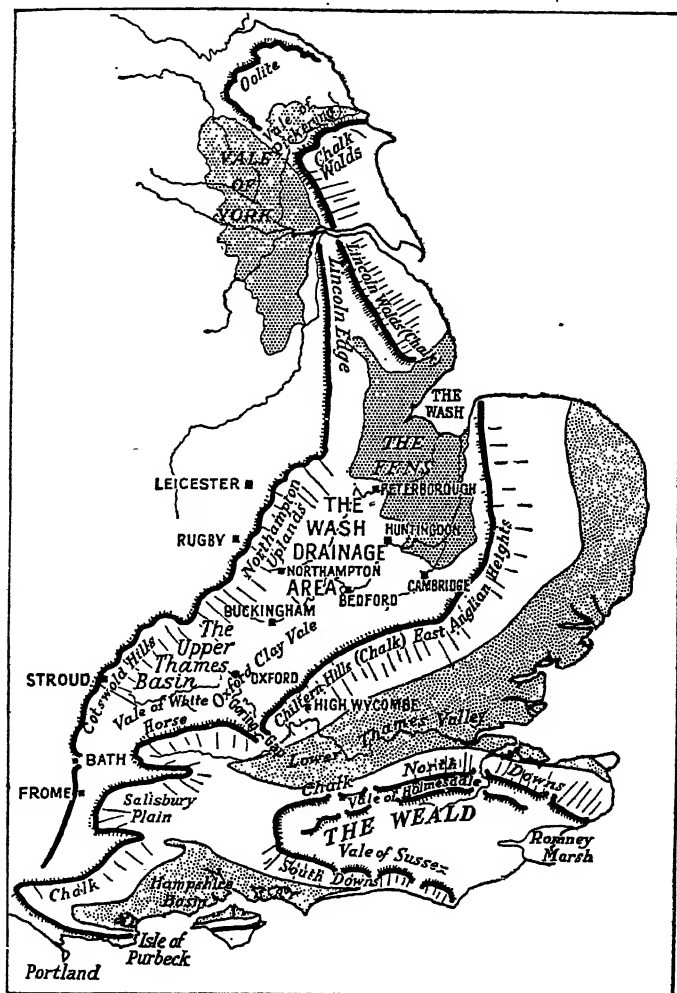 Oolite
Vale of
Pickering
VALE
OF
YORK
Chalk
Wolds
Lincoln Wolds (Chalk)
Lincoln Edge
THE
WASH
THE
FENS
LEICESTER
PETERBOROUGH
THE
WASH
DRAINAGE
AREA
RUGBY
Northampton
Uplands
HUNTINGDON
NORTHAMPTON
CAMBRIDGE
BEDFORD
BUCKINGHAM
East Anglian Heights
Chiltern Hills (Chalk)
The
Upper
Thames
Basin
Oxford Clay Vale
STROUD
Cotswold Hills
OXFORD
Vale of White
Horse
Goring Gap
HIGH WYCOMBE
Lower Thames Valley
BATH
FROME
Salisbury
Plain
Chalk
North
Downs
Vale of Holmesdale
THE WEALD
Vale of Sussex
Romney
Marsh
South Downs
Chalk
Hampshire
Basin
Isle of
Purbeck
Portland